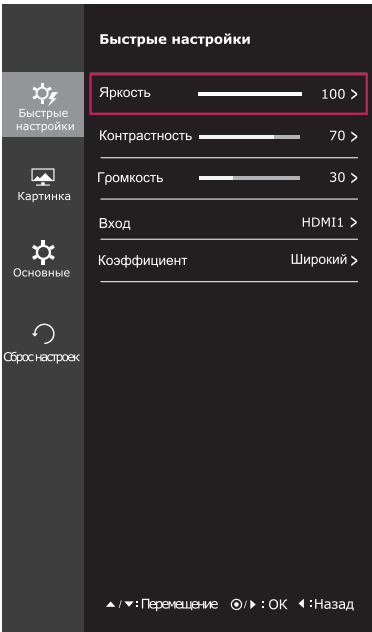 Быстрые настройки
Быстрые
настройки
Картинка
Основные
Сброс настроек
Яркость 100 >
Контрастность 70 >
Громкость 30 >
Вход HDMI1 >
Коэффициент Широкий >
▲/▼:Перемещение ⦿/▶ : OK ◀ :Назад